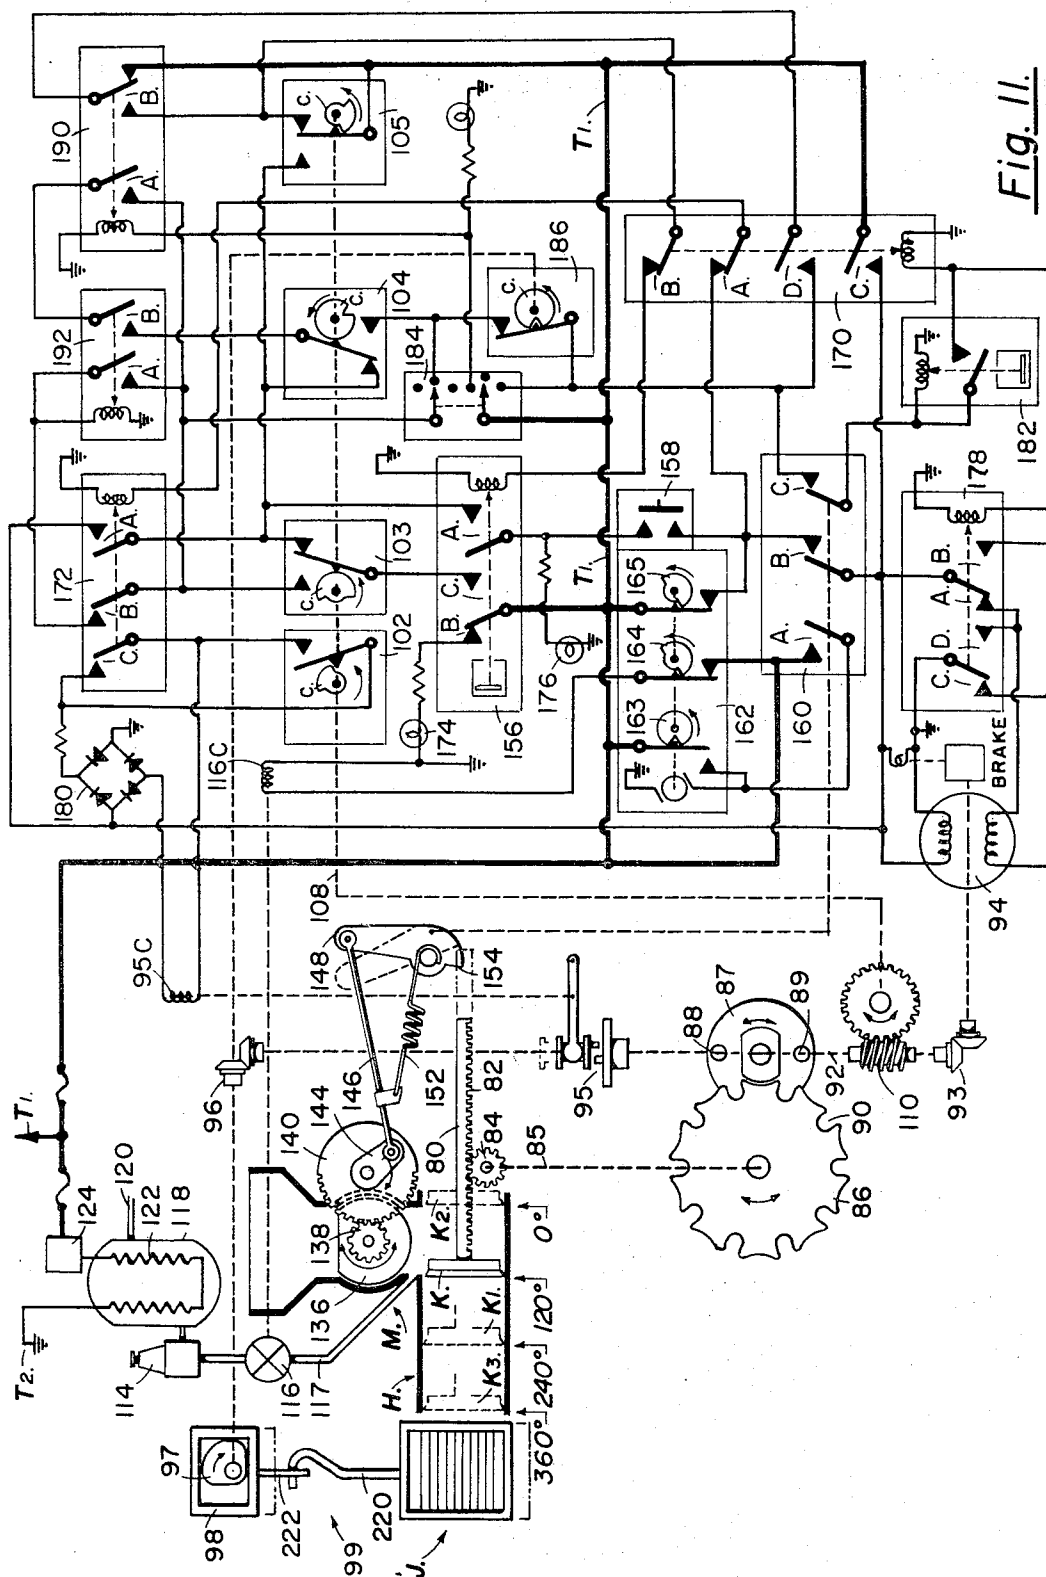 190
B.
A.
192
B.
A.
172
A.
B.
C.
180
95C
T1.
120
124
122
118
T2.
114
C.
105
C.
104
C.
103
C.
102
116C
108
148
96
140
144
146
152
154
138
136
116
117
97
98
222
99
220
J.
T1.
C.
186
184
A.
C.
B.
156
174
176
158
T1.
165
164
163
162
B.
A.
D.
C.
170
C.
B.
A.
160
182
178
B.
A.
D.
C.
BRAKE
94
K2.
K.
K1.
K3.
M.
H.
80
82
84
85
95
0°
120°
240°
360°
87
88
89
92
90
86
110
93
Fig. 11.